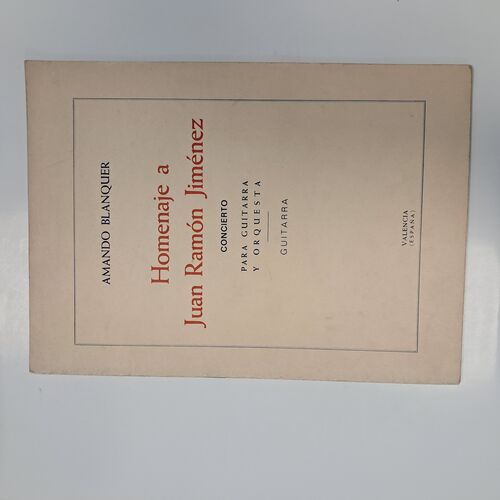 AMANDO BLANQUER
Homenaje a
Juan Ramón Jiménez
CONCIERTO
PARA GUITARRA
Y ORQUESTA
GUITARRA
VALENCIA
(ESPAÑA)